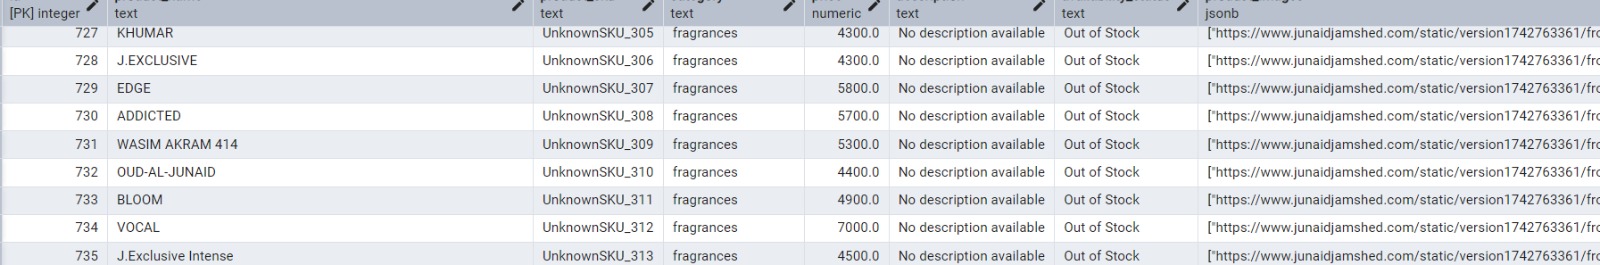 [PK] integer text text text numeric text text jsonb
727 KHUMAR UnknownSKU_305 fragrances 4300.0 No description available Out of Stock ["https://www.junaidjamshed.com/static/version1742763361/fro
728 J.EXCLUSIVE UnknownSKU_306 fragrances 4300.0 No description available Out of Stock ["https://www.junaidjamshed.com/static/version1742763361/fro
729 EDGE UnknownSKU_307 fragrances 5800.0 No description available Out of Stock ["https://www.junaidjamshed.com/static/version1742763361/fro
730 ADDICTED UnknownSKU_308 fragrances 5700.0 No description available Out of Stock ["https://www.junaidjamshed.com/static/version1742763361/fro
731 WASIM AKRAM 414 UnknownSKU_309 fragrances 5300.0 No description available Out of Stock ["https://www.junaidjamshed.com/static/version1742763361/fro
732 OUD-AL-JUNAID UnknownSKU_310 fragrances 4400.0 No description available Out of Stock ["https://www.junaidjamshed.com/static/version1742763361/fro
733 BLOOM UnknownSKU_311 fragrances 4900.0 No description available Out of Stock ["https://www.junaidjamshed.com/static/version1742763361/fro
734 VOCAL UnknownSKU_312 fragrances 7000.0 No description available Out of Stock ["https://www.junaidjamshed.com/static/version1742763361/fro
735 J.Exclusive Intense UnknownSKU_313 fragrances 4500.0 No description available Out of Stock ["https://www.junaidjamshed.com/static/version1742763361/fro